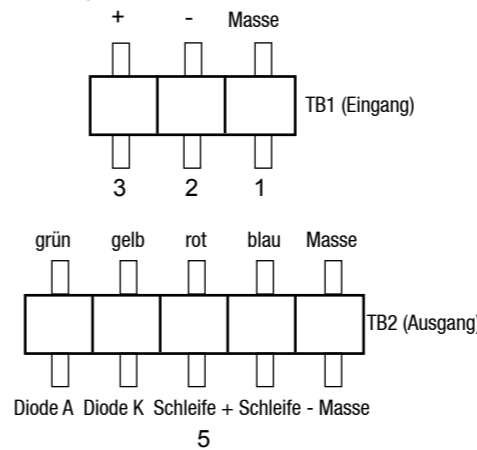 + - Masse
TB1 (Eingang)
3 2 1
grün gelb rot blau Masse
TB2 (Ausgang)
Diode A Diode K Schleife + Schleife - Masse
5